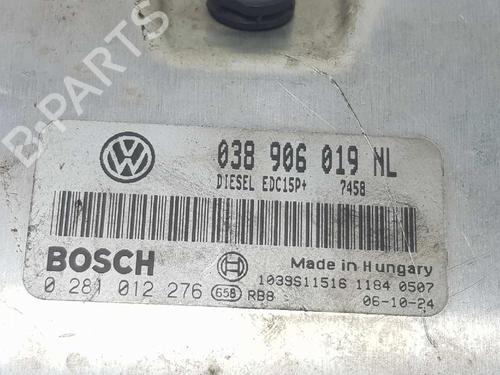 B-PARTS
VW
038 906 019 NL
DIESEL EDC15P+ 7458
BOSCH
Made in Hungary
0 281 012 276 658 RB8
1039S11516 1184 0507
06-10-24